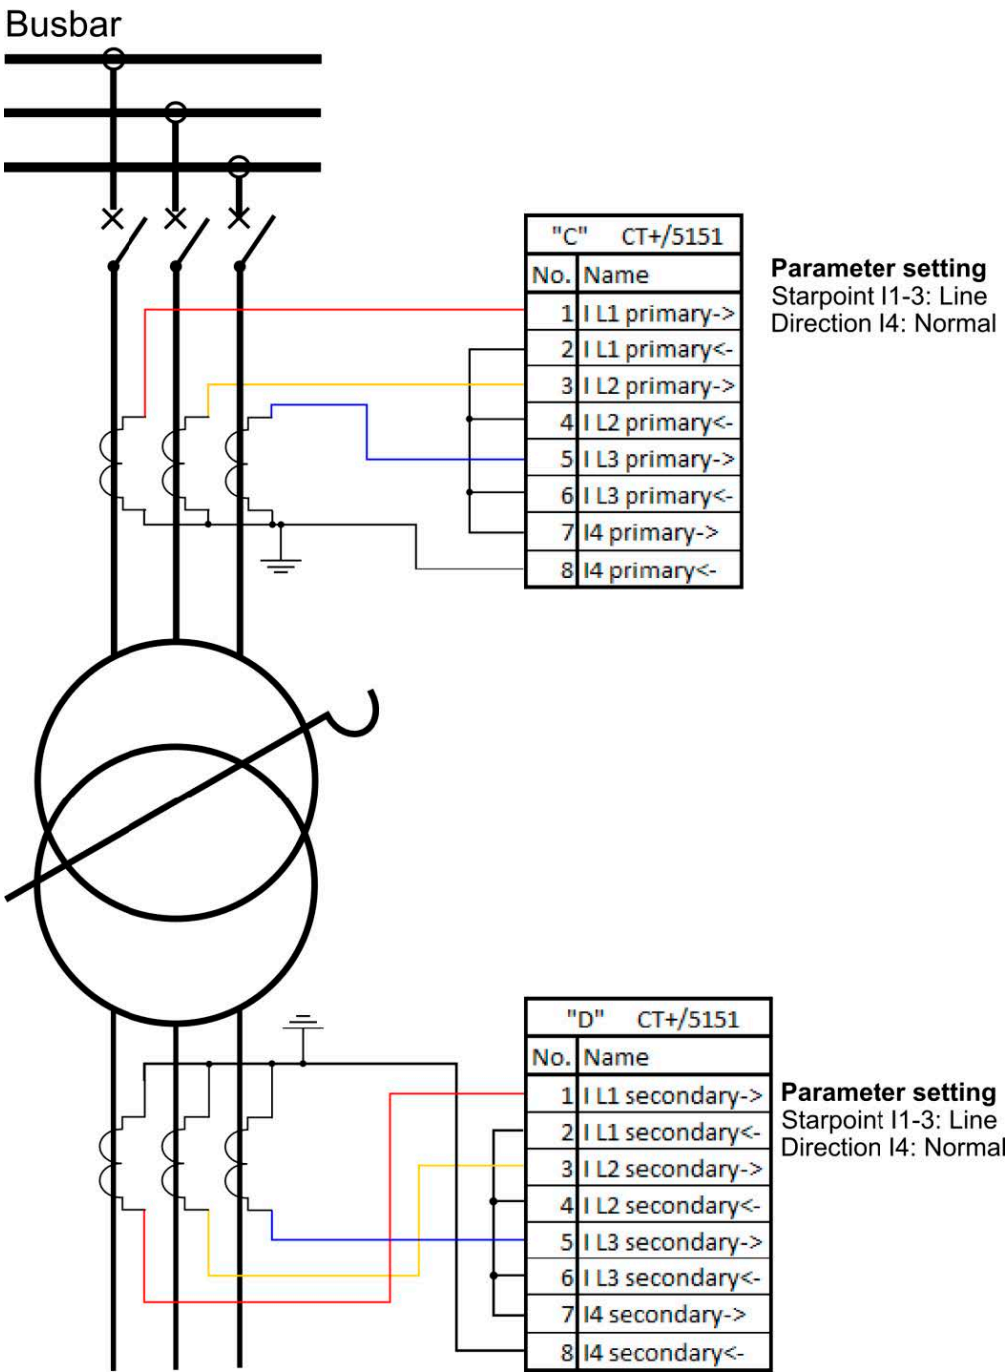 Busbar
"C" CT+/5151
No. Name
1 I L1 primary->
2 I L1 primary<-
3 I L2 primary->
4 I L2 primary<-
5 I L3 primary->
6 I L3 primary<-
7 I4 primary->
8 I4 primary<-
Parameter setting
Starpoint I1-3: Line
Direction I4: Normal
"D" CT+/5151
No. Name
1 I L1 secondary->
2 I L1 secondary<-
3 I L2 secondary->
4 I L2 secondary<-
5 I L3 secondary->
6 I L3 secondary<-
7 I4 secondary->
8 I4 secondary<-
Parameter setting
Starpoint I1-3: Line
Direction I4: Normal